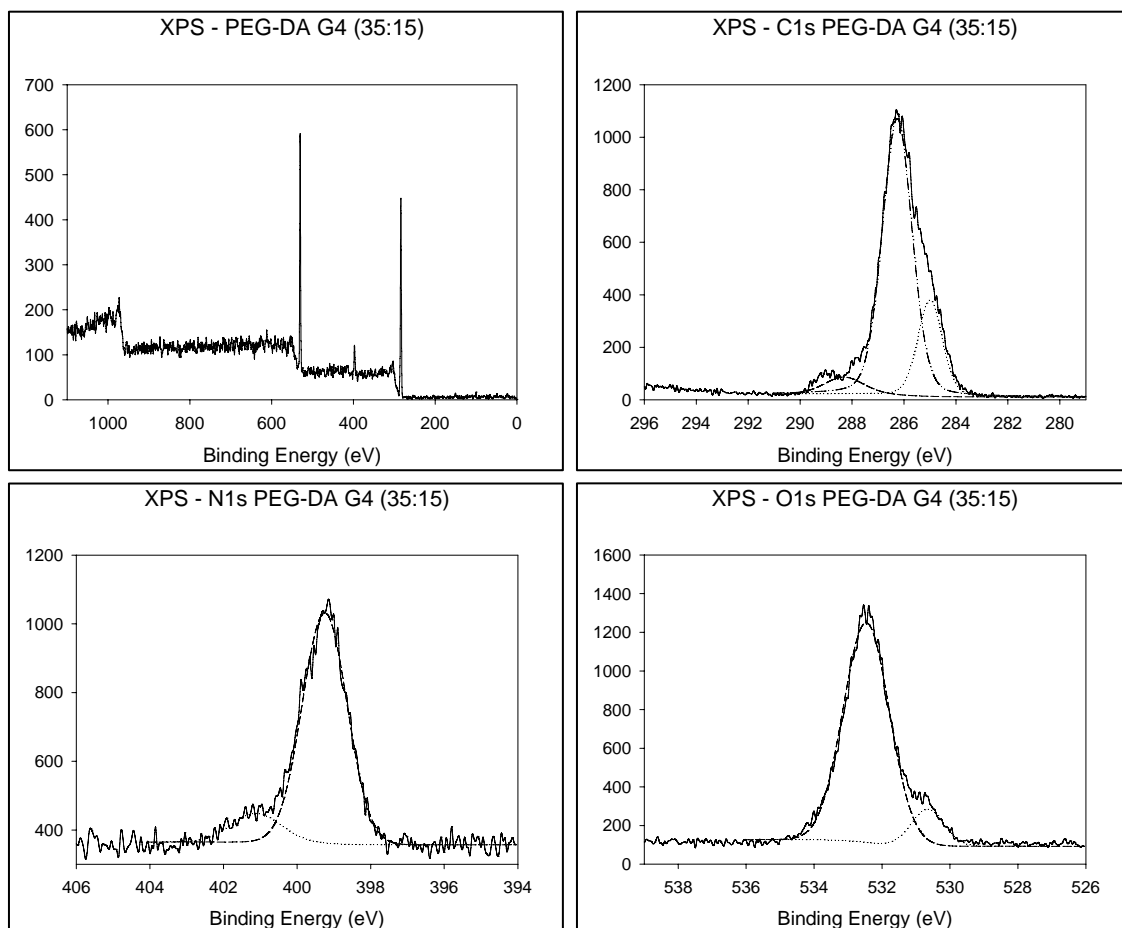 XPS - PEG-DA G4 (35:15)
700
600
500
400
300
200
100
0
1000 800 600 400 200 0
Binding Energy (eV)
XPS - C1s PEG-DA G4 (35:15)
1200
1000
800
600
400
200
0
296 294 292 290 288 286 284 282 280
Binding Energy (eV)
XPS - N1s PEG-DA G4 (35:15)
1200
1000
800
600
400
406 404 402 400 398 396 394
Binding Energy (eV)
XPS - O1s PEG-DA G4 (35:15)
1600
1400
1200
1000
800
600
400
200
0
538 536 534 532 530 528 526
Binding Energy (eV)